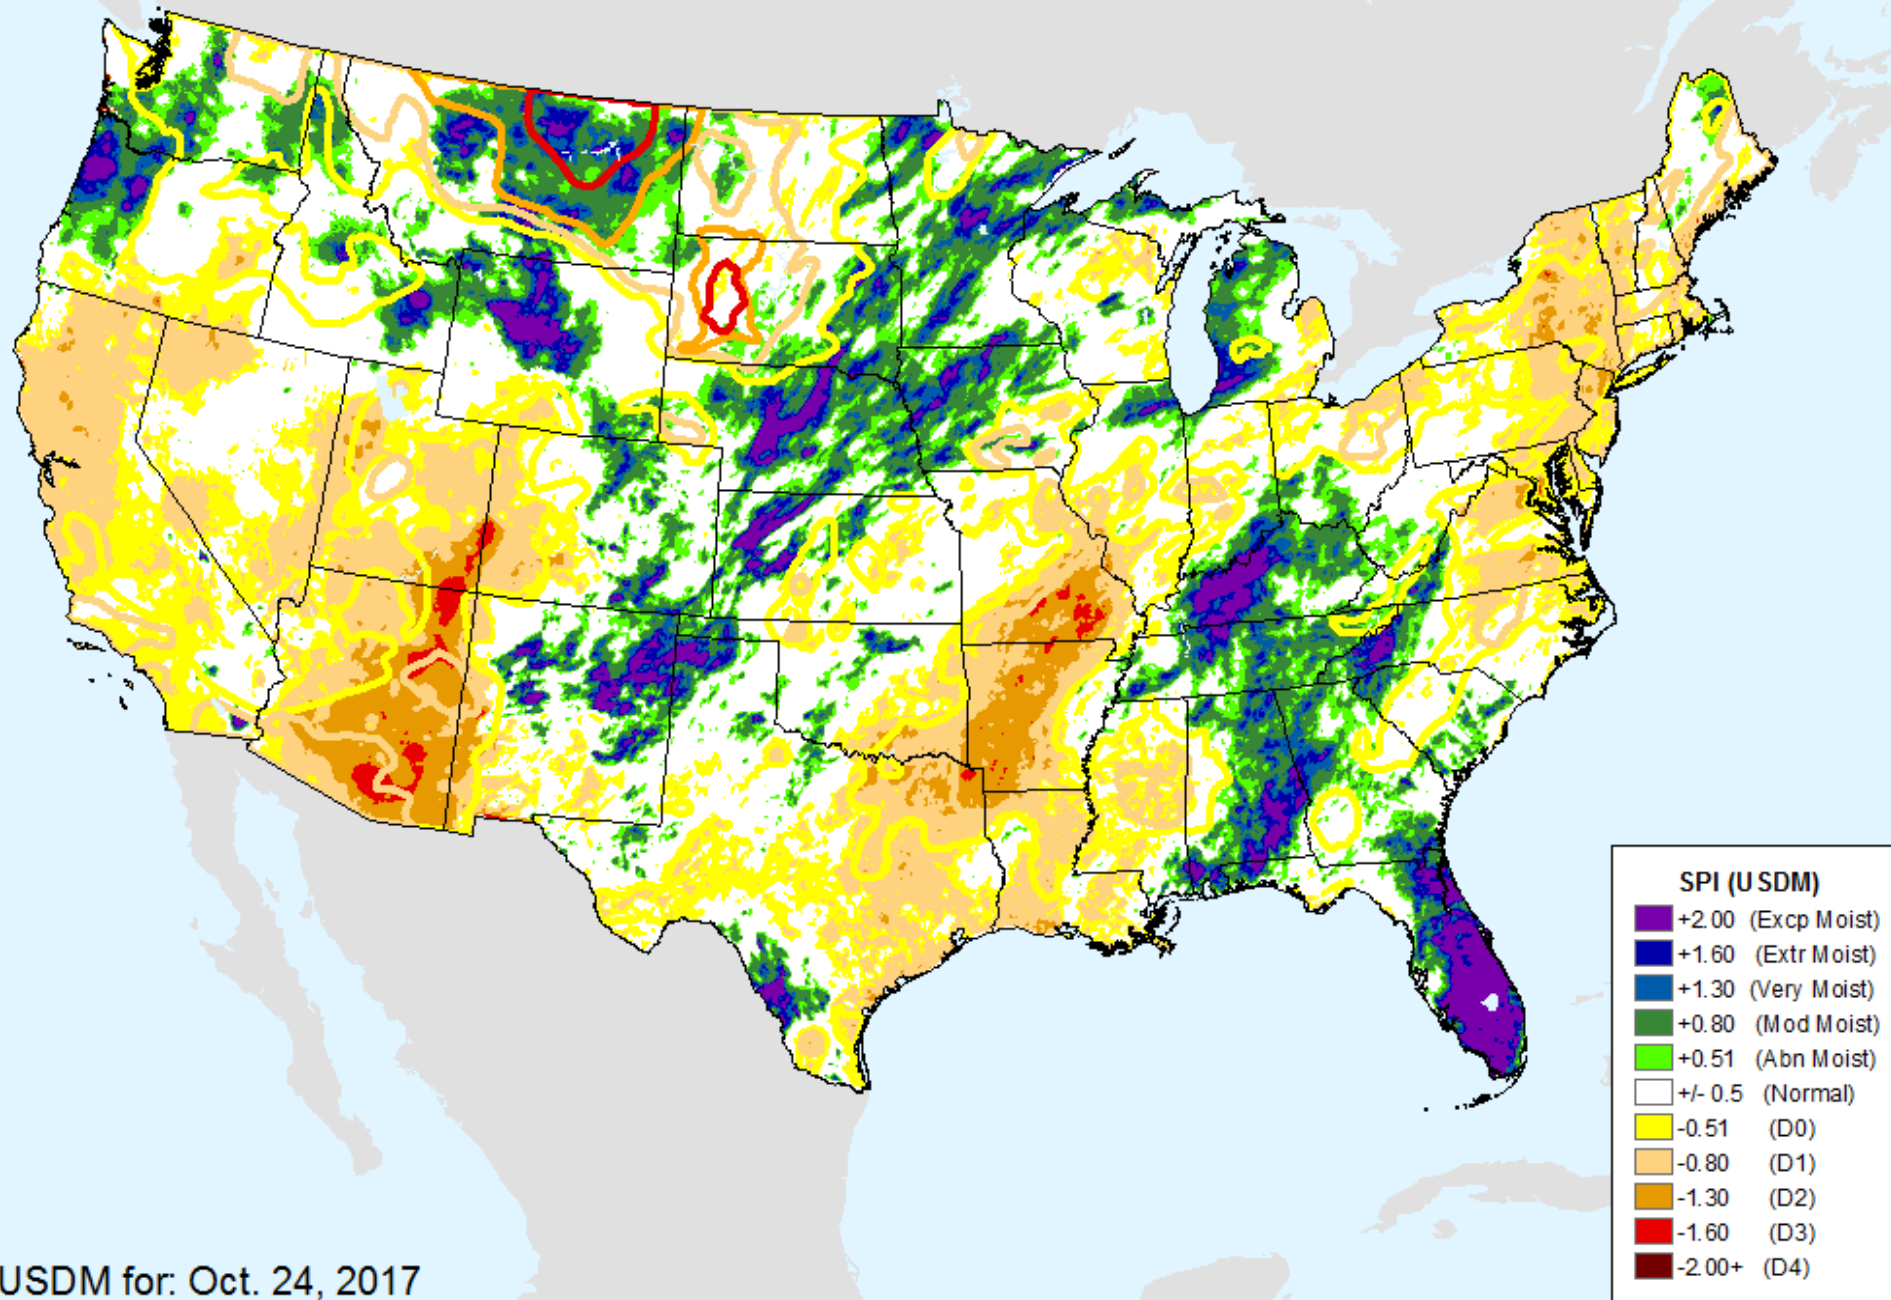 SPI (USDM)
+2.00 (Excp Moist)
+1.60 (Extr Moist)
+1.30 (Very Moist)
+0.80 (Mod Moist)
+0.51 (Abn Moist)
+/- 0.5 (Normal)
-0.51 (D0)
-0.80 (D1)
-1.30 (D2)
-1.60 (D3)
-2.00+ (D4)
USDM for: Oct. 24, 2017